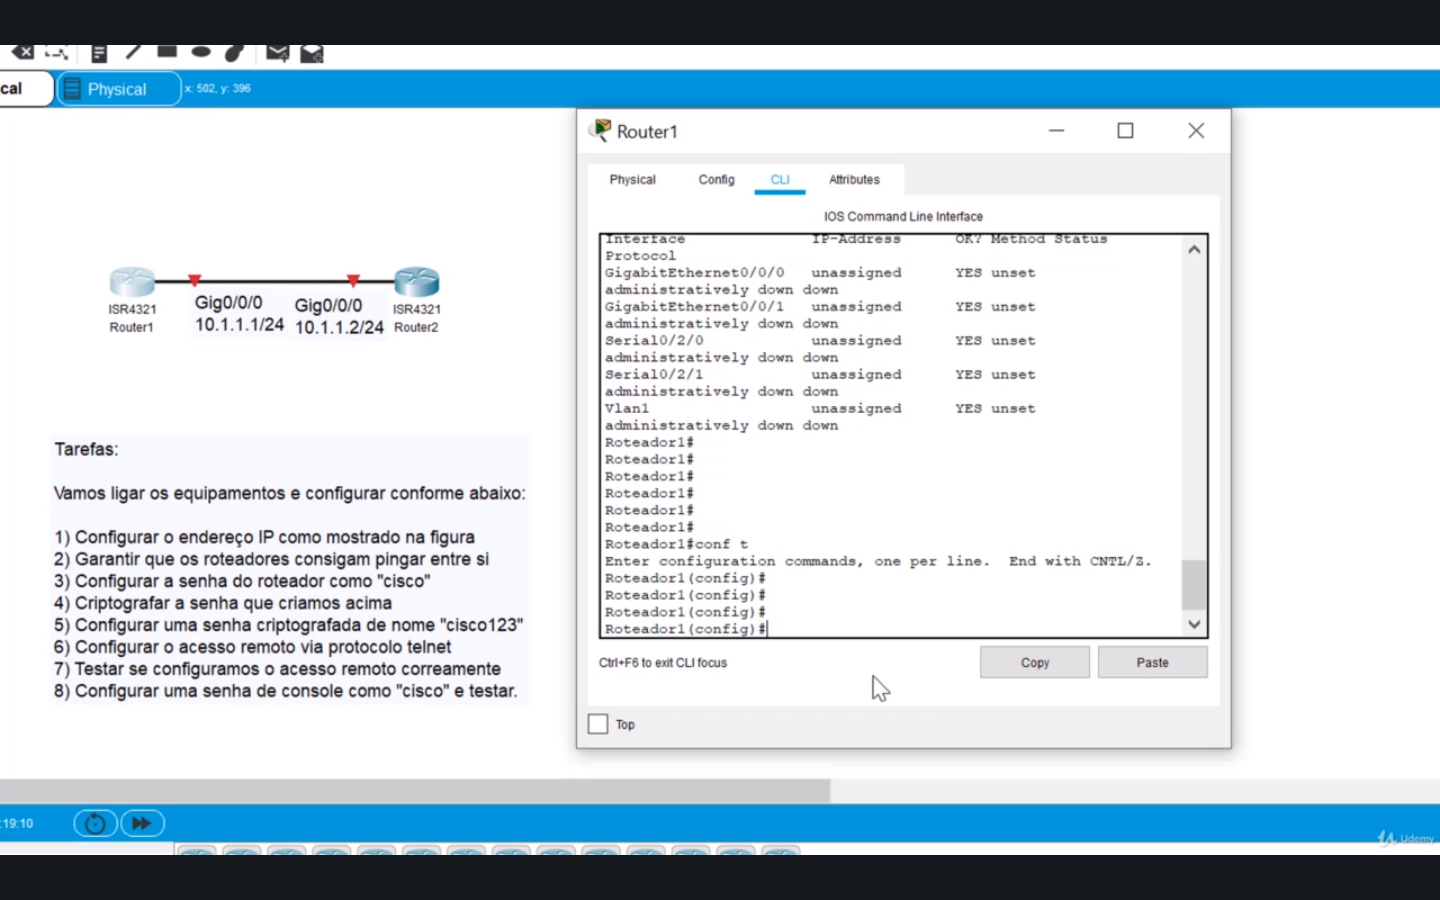 cal
Physical
x: 502, y: 396
Router1
Physical
Config
CLI
Attributes
IOS Command Line Interface
Interface IP-Address OK? Method Status
Protocol
GigabitEthernet0/0/0 unassigned YES unset
administratively down down
GigabitEthernet0/0/1 unassigned YES unset
administratively down down
Serial0/2/0 unassigned YES unset
administratively down down
Serial0/2/1 unassigned YES unset
administratively down down
Vlan1 unassigned YES unset
administratively down down
Roteador1#
Roteador1#
Roteador1#
Roteador1#
Roteador1#
Roteador1#
Roteador1#conf t
Enter configuration commands, one per line. End with CNTL/Z.
Roteador1(config)#
Roteador1(config)#
Roteador1(config)#
Roteador1(config)#
Ctrl+F6 to exit CLI focus
Copy
Paste
Top
ISR4321
Router1
Gig0/0/0
10.1.1.1/24
Gig0/0/0
10.1.1.2/24
ISR4321
Router2
Tarefas:
Vamos ligar os equipamentos e configurar conforme abaixo:
1) Configurar o endereço IP como mostrado na figura
2) Garantir que os roteadores consigam pingar entre si
3) Configurar a senha do roteador como "cisco"
4) Criptografar a senha que criamos acima
5) Configurar uma senha criptografada de nome "cisco123"
6) Configurar o acesso remoto via protocolo telnet
7) Testar se configuramos o acesso remoto correamente
8) Configurar uma senha de console como "cisco" e testar.
:19:10
Udemy